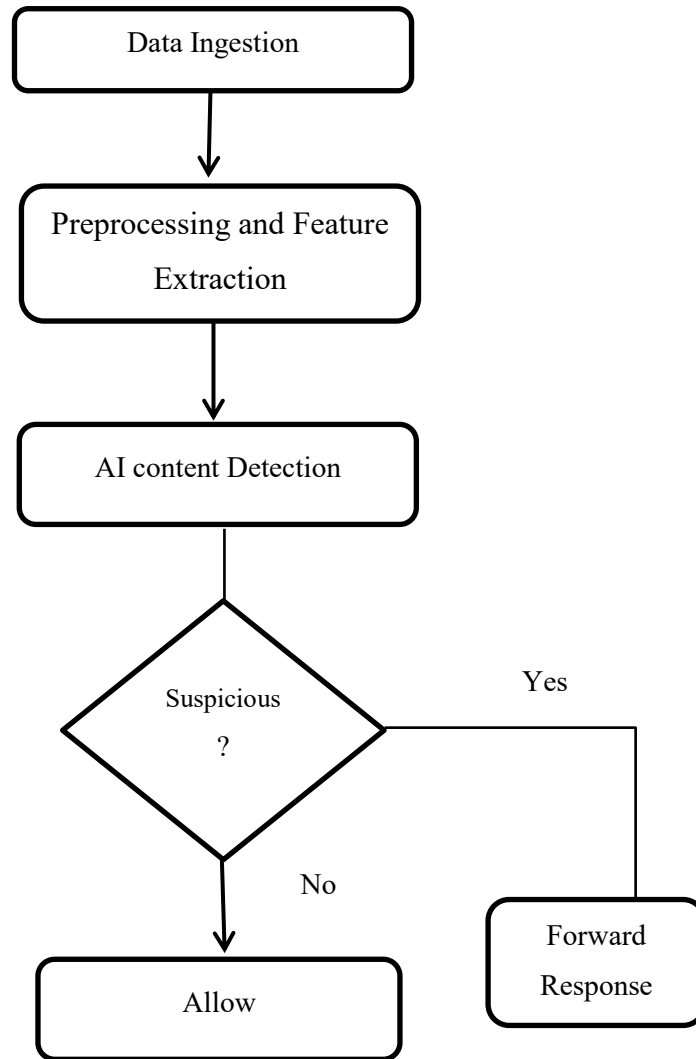 Data Ingestion
Preprocessing and Feature
Extraction
AI content Detection
Suspicious
?
Yes
No
Forward
Response
Allow